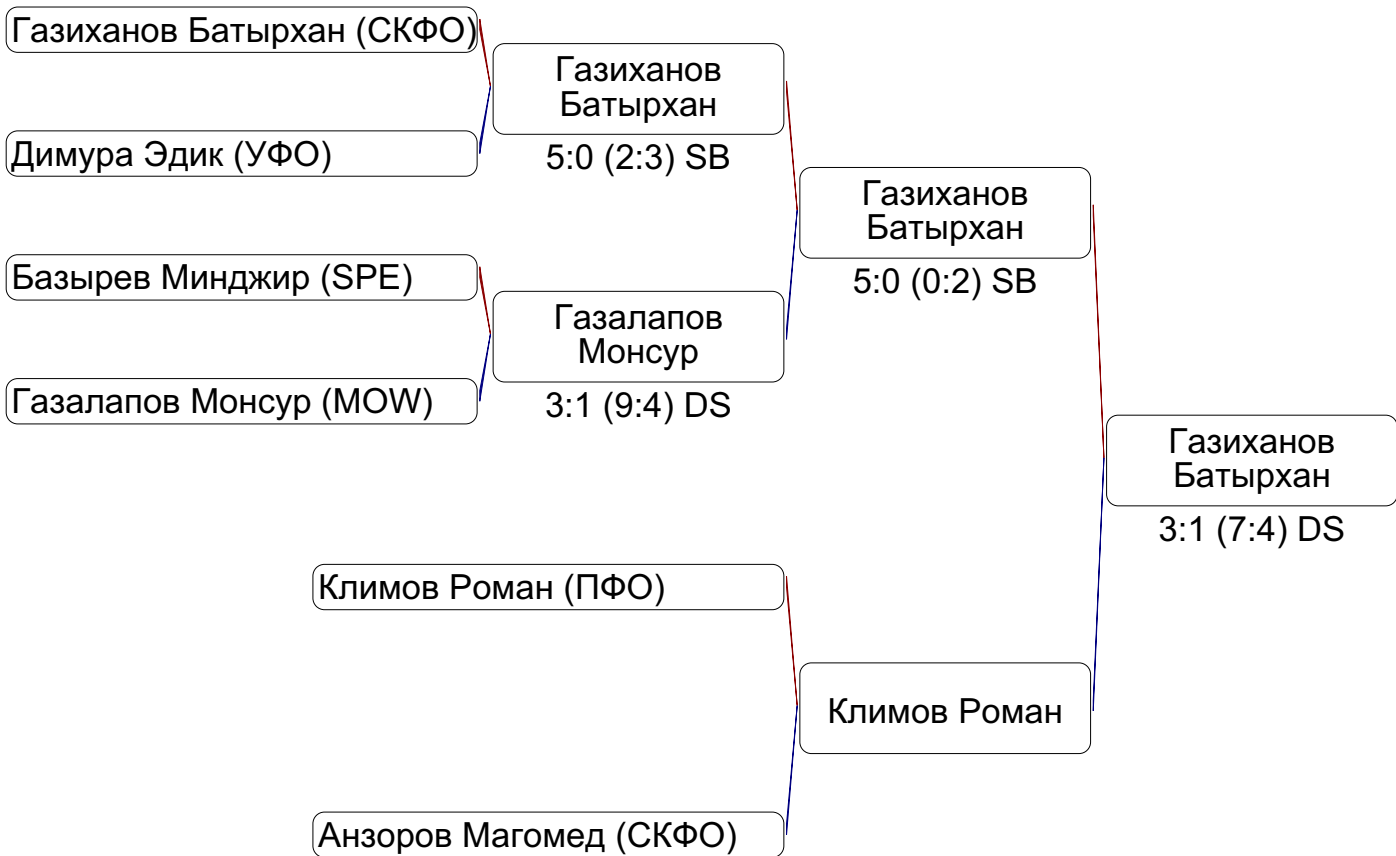 Газиханов Батырхан (СКФО)
Димура Эдик (УФО)
Газиханов
Батырхан
5:0 (2:3) SB
Базырев Минджир (SPE)
Газалапов Монсур (MOW)
Газалапов
Монсур
3:1 (9:4) DS
Газиханов
Батырхан
5:0 (0:2) SB
Климов Роман (ПФО)
Анзоров Магомед (СКФО)
Климов Роман
Газиханов
Батырхан
3:1 (7:4) DS